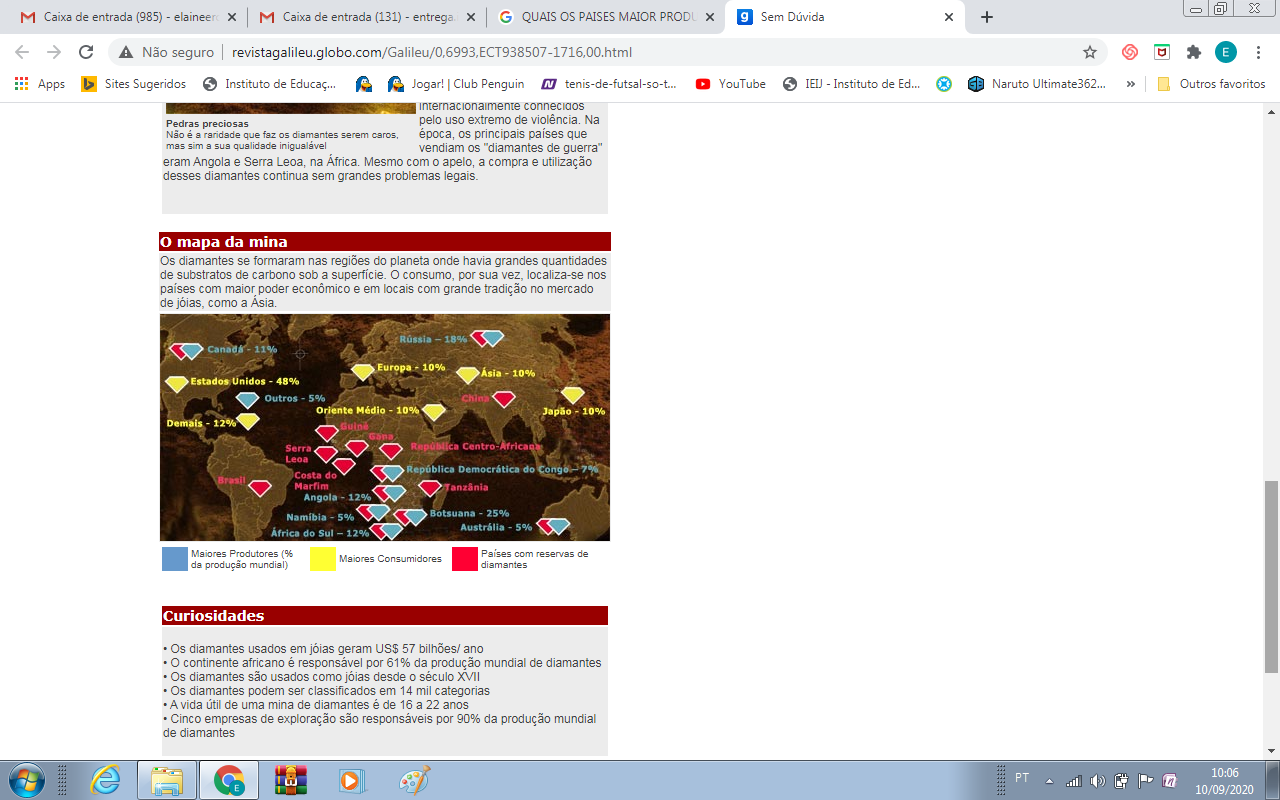 Caixa de entrada (985) - elaineer
Caixa de entrada (131) - entrega.
QUAIS OS PAISES MAIOR PRODU
Sem Dúvida
Não seguro
revistagalileu.globo.com/Galileu/0,6993,ECT938507-1716,00.html
E
Apps
Sites Sugeridos
Instituto de Educaç...
Jogar! | Club Penguin
tenis-de-futsal-so-t...
YouTube
IEIJ - Instituto de Ed...
Naruto Ultimate362...
»
Outros favoritos
internacionalmente conhecidos
pelo uso extremo de violência. Na
época, os principais países que
vendiam os "diamantes de guerra"
Pedras preciosas
Não é a raridade que faz os diamantes serem caros,
mas sim a sua qualidade inigualável
eram Angola e Serra Leoa, na África. Mesmo com o apelo, a compra e utilização
desses diamantes continua sem grandes problemas legais.
O mapa da mina
Os diamantes se formaram nas regiões do planeta onde havia grandes quantidades
de substratos de carbono sob a superfície. O consumo, por sua vez, localiza-se nos
países com maior poder econômico e em locais com grande tradição no mercado
de jóias, como a Ásia.
Rússia – 18%
Canadá - 11%
Europa - 10%
Ásia - 10%
Estados Unidos - 48%
Outros - 5%
China
Oriente Médio - 10%
Japão - 10%
Demais - 12%
Guiné
Gana
Serra
Leoa
República Centro-Africana
República Democrática do Congo – 7%
Costa do
Marfim
Brasil
Tanzânia
Angola - 12%
Namíbia - 5%
Botsuana - 25%
Austrália - 5%
África do Sul – 12%
Maiores Produtores (%
da produção mundial)
Maiores Consumidores
Países com reservas de
diamantes
Curiosidades
• Os diamantes usados em jóias geram US$ 57 bilhões/ ano
• O continente africano é responsável por 61% da produção mundial de diamantes
• Os diamantes são usados como jóias desde o século XVII
• Os diamantes podem ser classificados em 14 mil categorias
• A vida útil de uma mina de diamantes é de 16 a 22 anos
• Cinco empresas de exploração são responsáveis por 90% da produção mundial
de diamantes
PT
10:06
10/09/2020